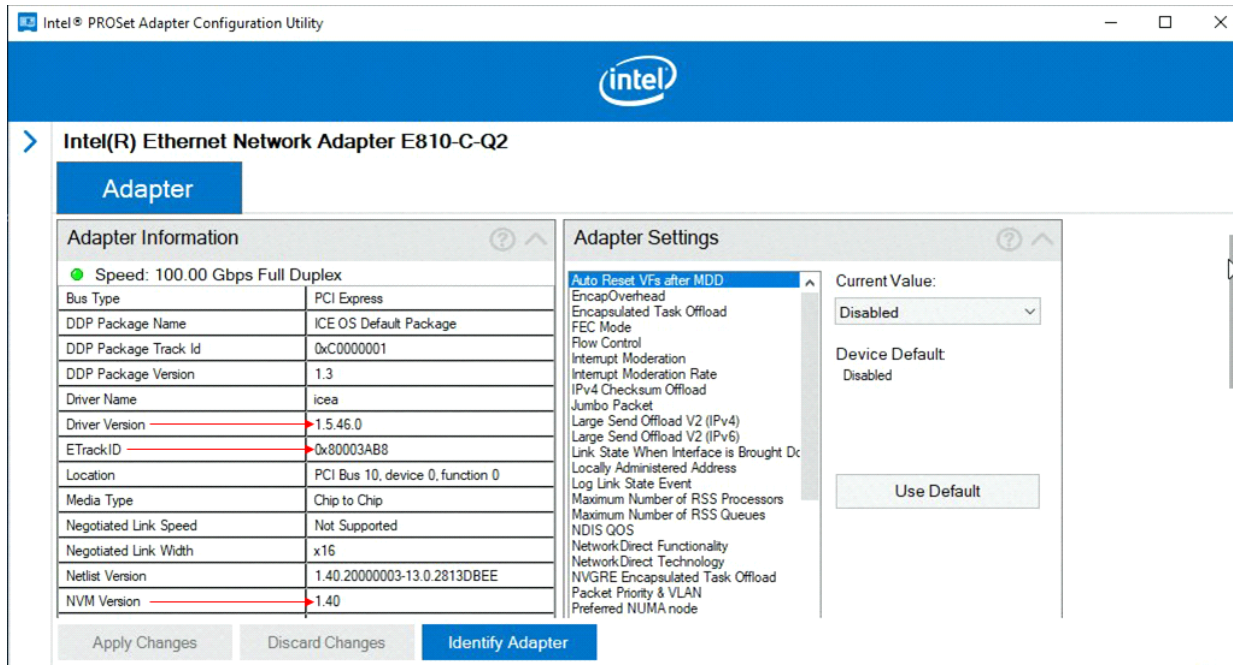 Intel® PROSet Adapter Configuration Utility
intel
Intel(R) Ethernet Network Adapter E810-C-Q2
Adapter
Adapter Information
Speed: 100.00 Gbps Full Duplex
Bus Type PCI Express
DDP Package Name ICE OS Default Package
DDP Package Track Id 0xC0000001
DDP Package Version 1.3
Driver Name icea
Driver Version 1.5.46.0
ETrackID 0x80003AB8
Location PCI Bus 10, device 0, function 0
Media Type Chip to Chip
Negotiated Link Speed Not Supported
Negotiated Link Width x16
Netlist Version 1.40.20000003-13.0.2813DBEE
NVM Version 1.40
Adapter Settings
Auto Reset VFs after MDD
EncapOverhead
Encapsulated Task Offload
FEC Mode
Flow Control
Interrupt Moderation
Interrupt Moderation Rate
IPv4 Checksum Offload
Jumbo Packet
Large Send Offload V2 (IPv4)
Large Send Offload V2 (IPv6)
Link State When Interface is Brought Dc
Locally Administered Address
Log Link State Event
Maximum Number of RSS Processors
Maximum Number of RSS Queues
NDIS QOS
NetworkDirect Functionality
NetworkDirect Technology
NVGRE Encapsulated Task Offload
Packet Priority & VLAN
Preferred NUMA node
Current Value:
Disabled
Device Default:
Disabled
Use Default
Apply Changes
Discard Changes
Identify Adapter